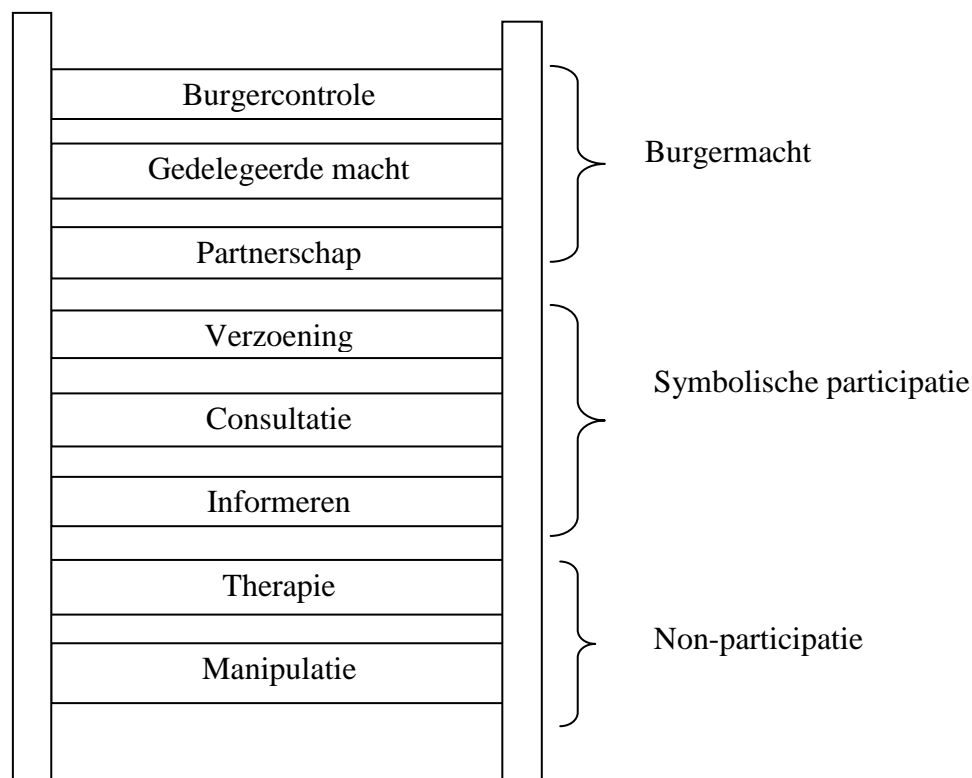 Burgercontrole
Gedelegeerde macht
Partnerschap
Burgermacht
Verzoening
Consultatie
Informeren
Symbolische participatie
Therapie
Manipulatie
Non-participatie